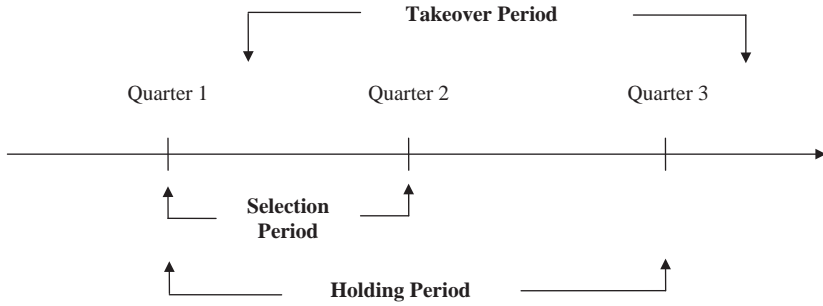 Takeover Period
Quarter 1 Quarter 2 Quarter 3
Selection
Period
Holding Period